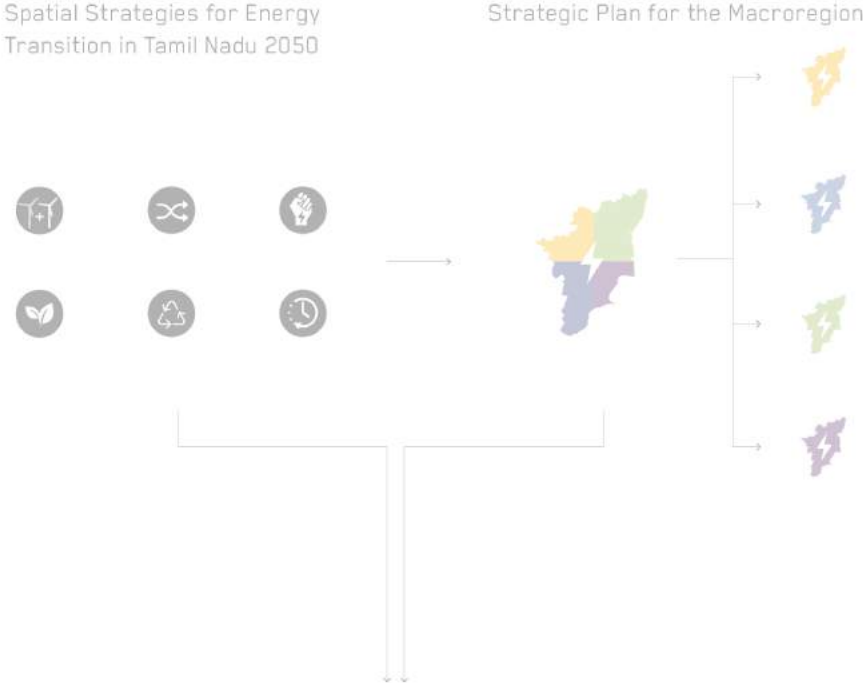 Spatial Strategies for Energy
Transition in Tamil Nadu 2050
Strategic Plan for the Macroregion